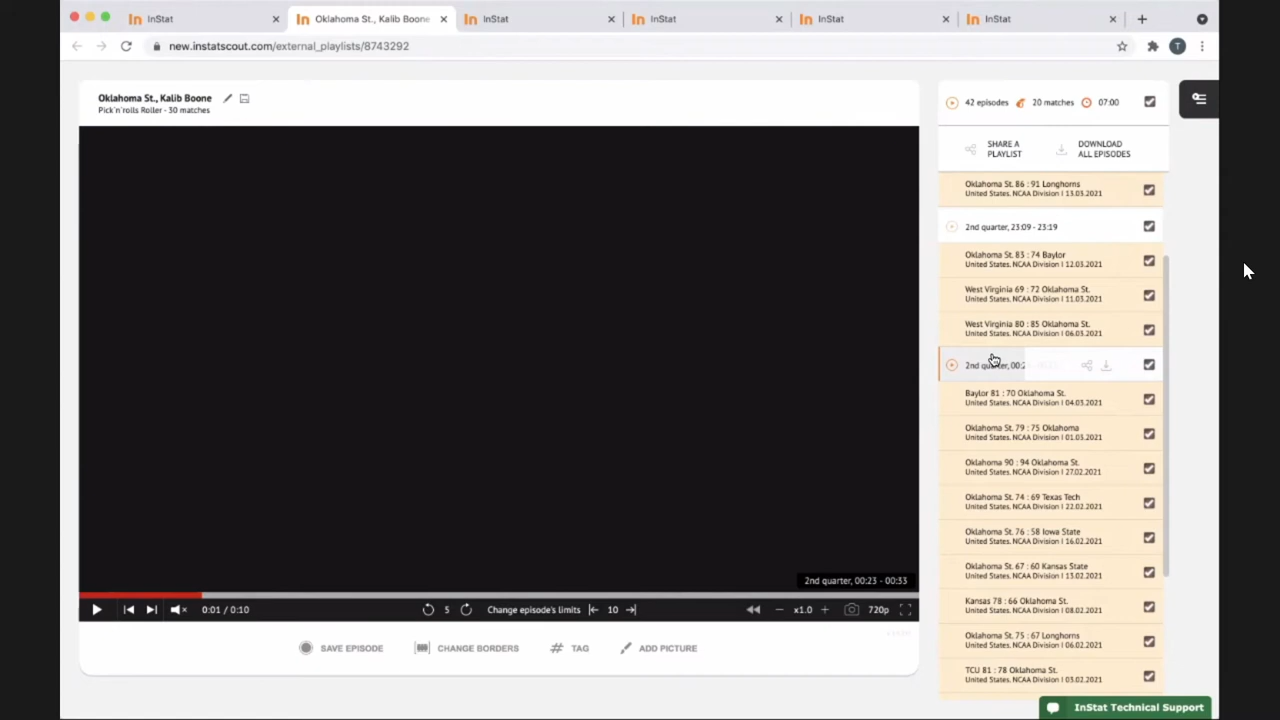 InStat
Oklahoma St., Kalib Boone
InStat
InStat
InStat
InStat
new.instatscout.com/external_playlists/8743292
T
Oklahoma St., Kalib Boone
Pick'n'rolls Roller - 30 matches
42 episodes 20 matches 07:00
SHARE A PLAYLIST
DOWNLOAD ALL EPISODES
Oklahoma St. 86 : 91 Longhorns
United States. NCAA Division I 13.03.2021
2nd quarter, 23:09 - 23:19
Oklahoma St. 83 : 74 Baylor
United States. NCAA Division I 12.03.2021
West Virginia 69 : 72 Oklahoma St.
United States. NCAA Division I 11.03.2021
West Virginia 80 : 85 Oklahoma St.
United States. NCAA Division I 06.03.2021
2nd quarter, 00:2
Baylor 81 : 70 Oklahoma St.
United States. NCAA Division I 04.03.2021
Oklahoma St. 79 : 75 Oklahoma
United States. NCAA Division I 01.03.2021
Oklahoma 90 : 94 Oklahoma St.
United States. NCAA Division I 27.02.2021
Oklahoma St. 74 : 69 Texas Tech
United States. NCAA Division I 22.02.2021
Oklahoma St. 76 : 58 Iowa State
United States. NCAA Division I 16.02.2021
Oklahoma St. 67 : 60 Kansas State
United States. NCAA Division I 13.02.2021
Kansas 78 : 66 Oklahoma St.
United States. NCAA Division I 08.02.2021
Oklahoma St. 75 : 67 Longhorns
United States. NCAA Division I 06.02.2021
TCU 81 : 78 Oklahoma St.
United States. NCAA Division I 03.02.2021
2nd quarter, 00:23 - 00:33
0:01 / 0:10 5 Change episode's limits 10 x1.0 720p
SAVE EPISODE CHANGE BORDERS TAG ADD PICTURE
InStat Technical Support